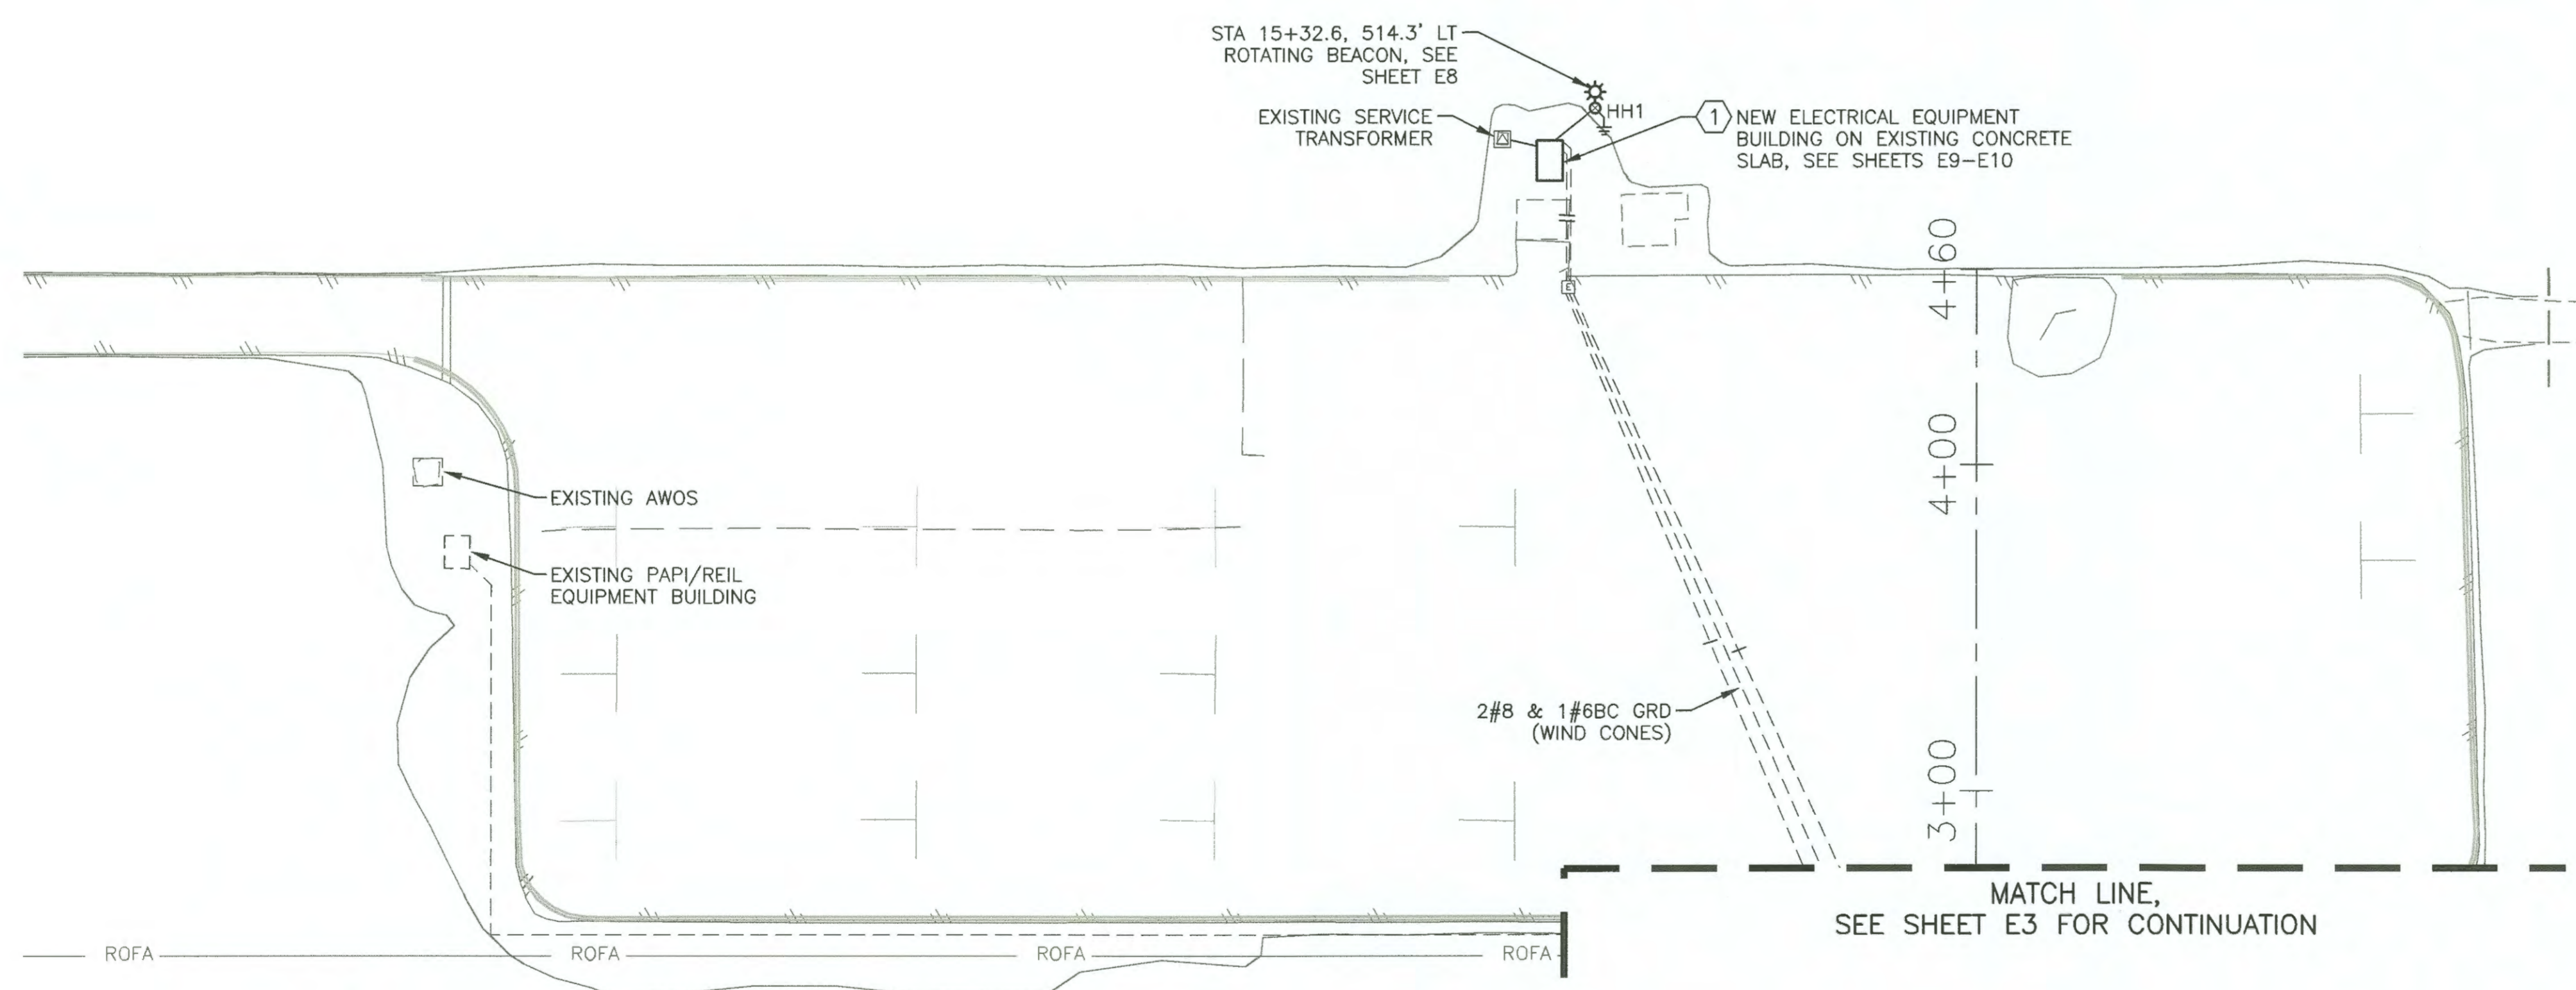 STA 15+32.6, 514.3' LT
ROTATING BEACON, SEE
SHEET E8
HH1
EXISTING SERVICE
TRANSFORMER
1
NEW ELECTRICAL EQUIPMENT
BUILDING ON EXISTING CONCRETE
SLAB, SEE SHEETS E9-E10
E
4+60
4+00
3+00
EXISTING AWOS
EXISTING PAPI/REIL
EQUIPMENT BUILDING
2#8 & 1#6BC GRD
(WIND CONES)
MATCH LINE,
SEE SHEET E3 FOR CONTINUATION
ROFA
ROFA
ROFA
ROFA